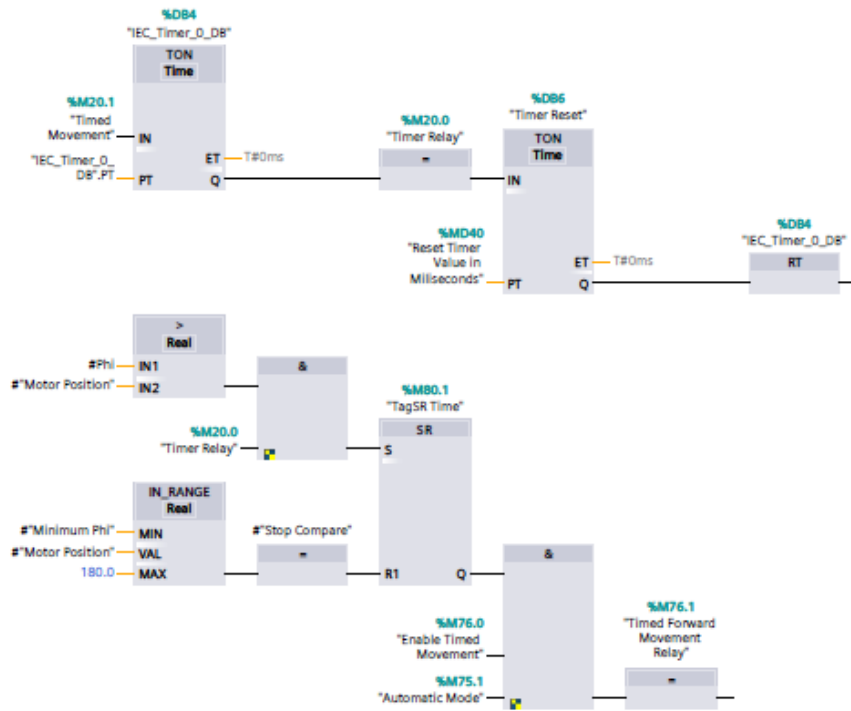 %DB4
"IEC_Timer_0_DB"
TON
Time
%M20.1
"Timed
Movement"
IN
"IEC_Timer_0_
DB".PT
PT
ET
T#0ms
Q
%M20.0
"Timer Relay"
=
%DB6
"Timer Reset"
TON
Time
IN
%MD40
"Reset Timer
Value in
Miliseconds"
PT
ET
T#0ms
Q
%DB4
"IEC_Timer_0_DB"
RT
>
Real
#Phi
IN1
#"Motor Position"
IN2
&
%M20.0
"Timer Relay"
%M80.1
"TagSR Time"
SR
S
IN_RANGE
Real
#"Minimum Phi"
MIN
#"Motor Position"
VAL
180.0
MAX
#"Stop Compare"
=
R1
Q
&
%M76.0
"Enable Timed
Movement"
%M75.1
"Automatic Mode"
%M76.1
"Timed Forward
Movement
Relay"
=